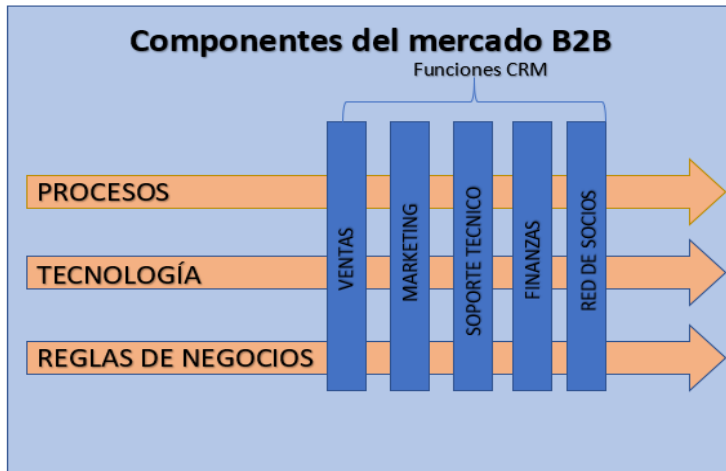 Componentes del mercado B2B
Funciones CRM
PROCESOS
TECNOLOGÍA
REGLAS DE NEGOCIOS
VENTAS
MARKETING
SOPORTE TECNICO
FINANZAS
RED DE SOCIOS